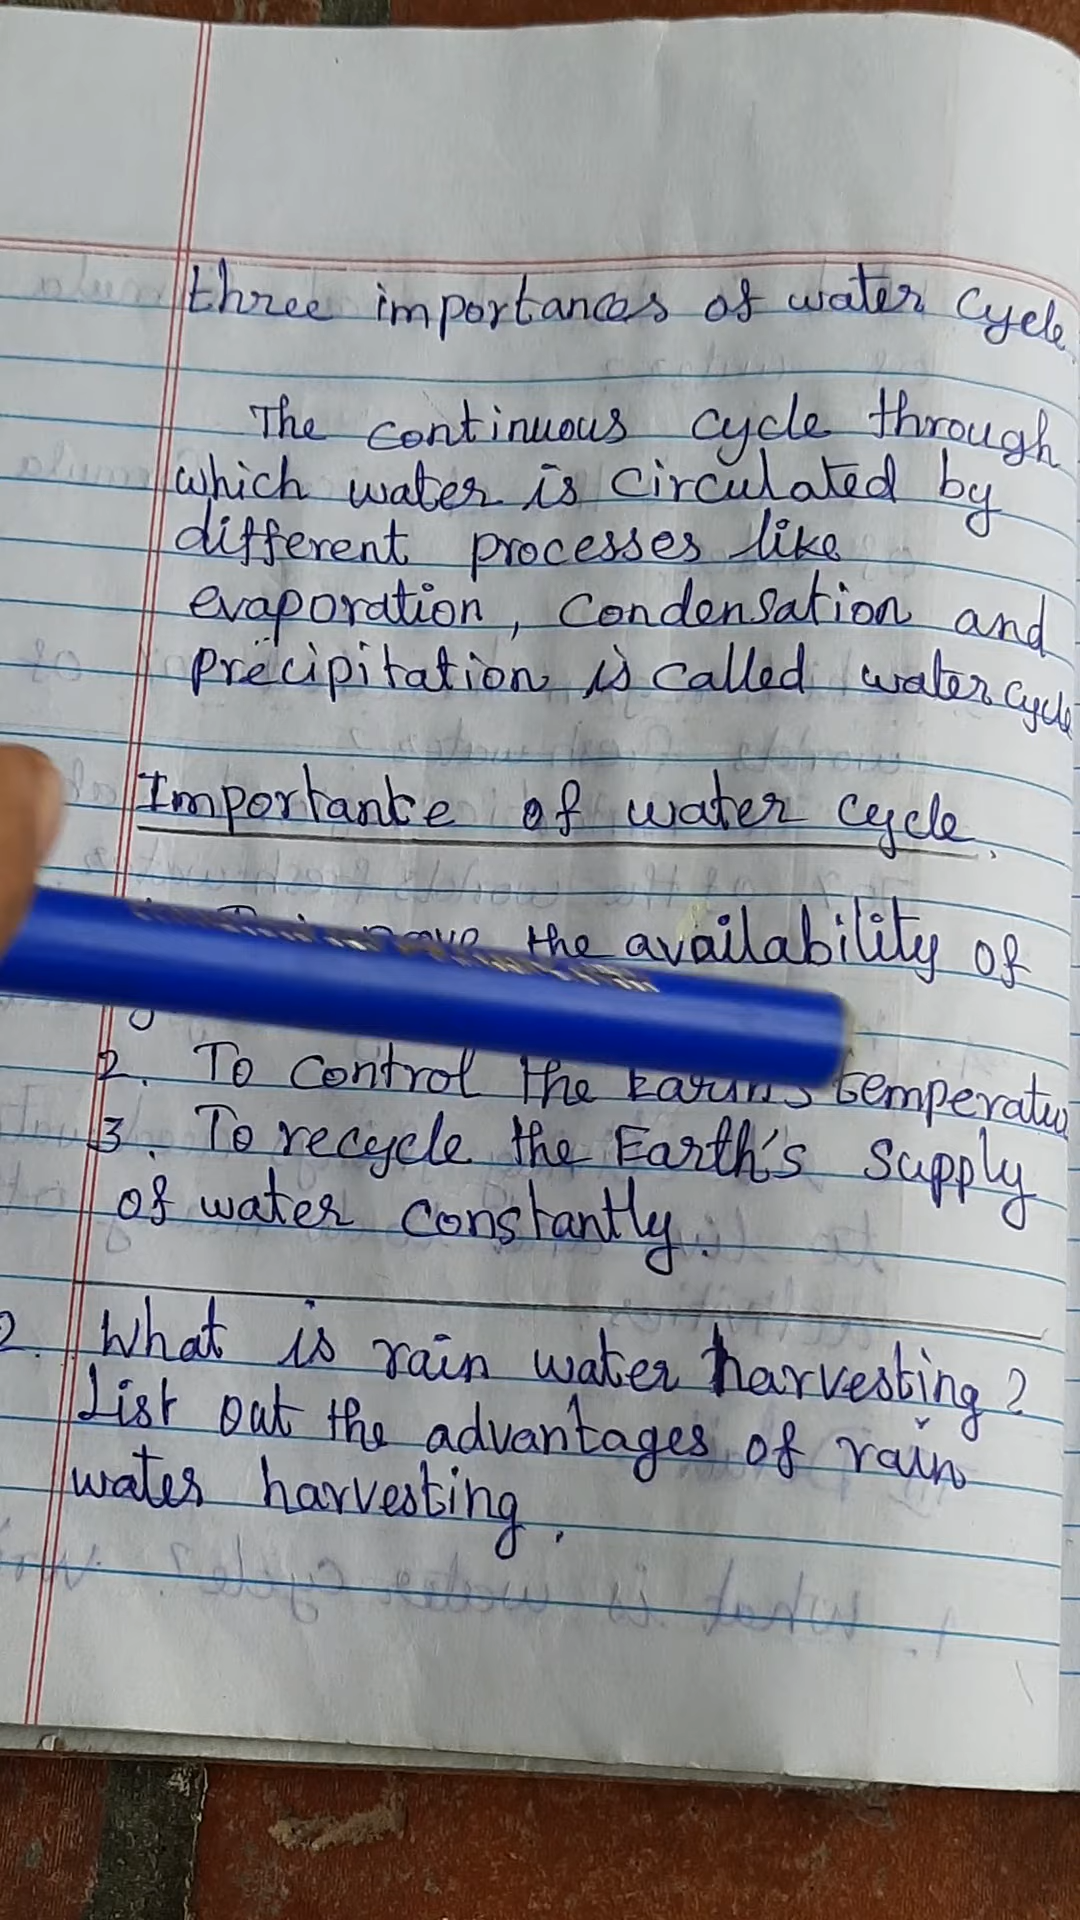 three importances of water cycle.
The continuous cycle through
which water is circulated by
different processes like
evaporation, condensation and
precipitation is called water cycle
Importante of water cycle.
the availability of
2. To control the temperatu
3. To recycle the Earth's supply
of water constantly.
2. What is rain water harvesting?
List out the advantages of rain
water harvesting.